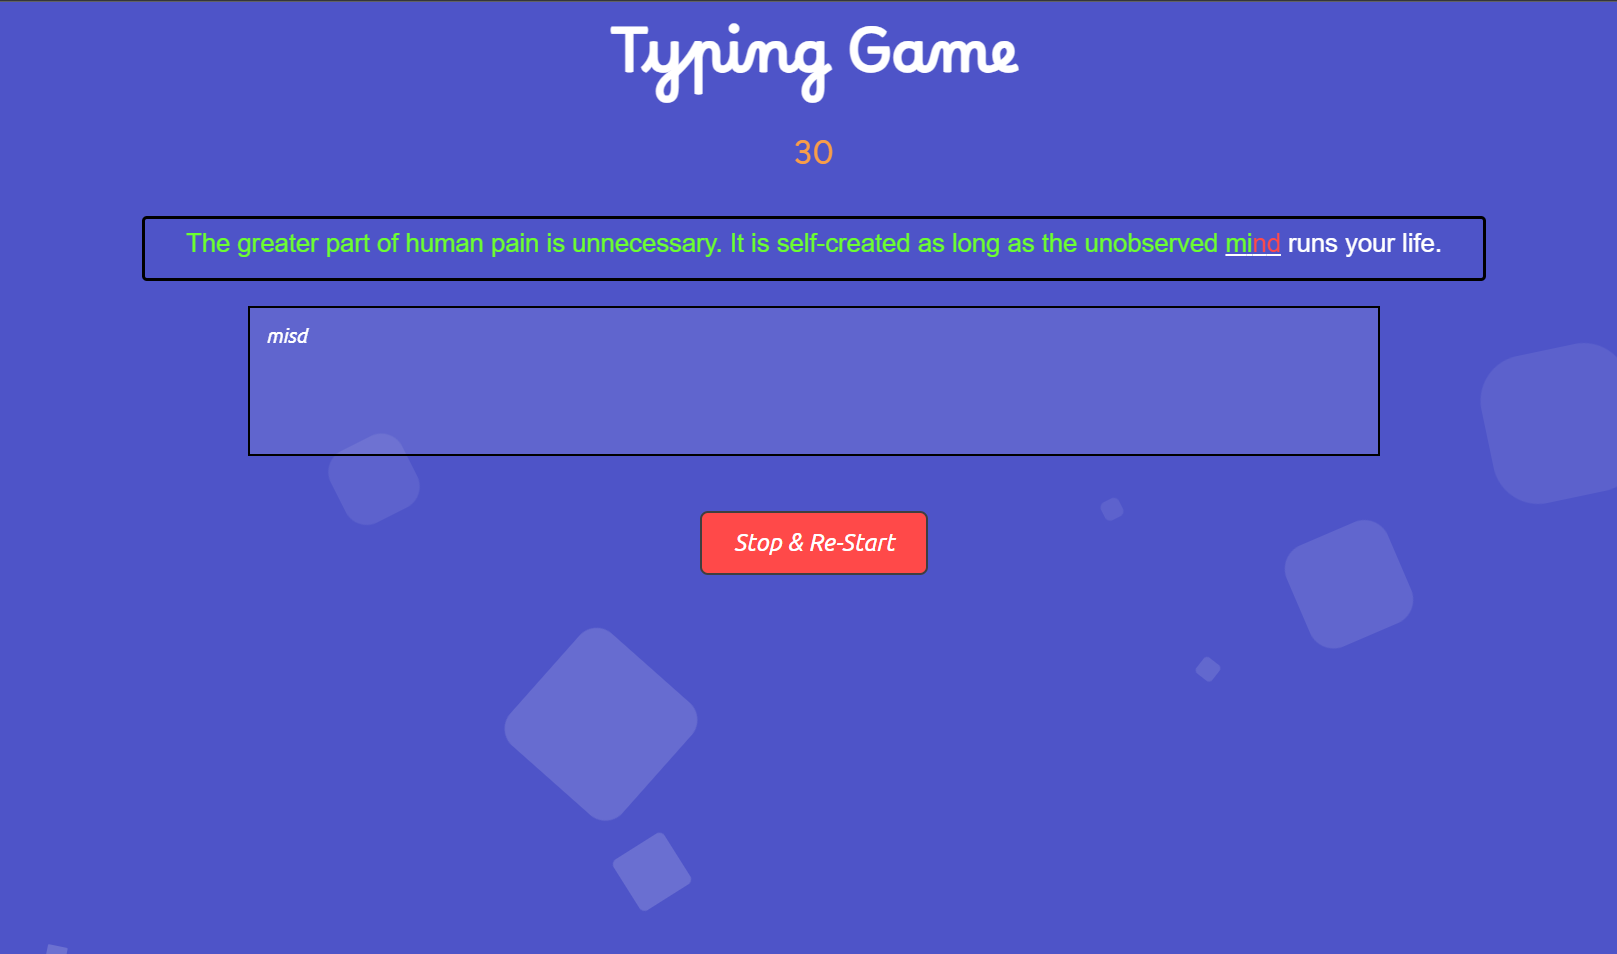 Typing Game
30
The greater part of human pain is unnecessary. It is self-created as long as the unobserved mind runs your life.
misd
Stop & Re-Start